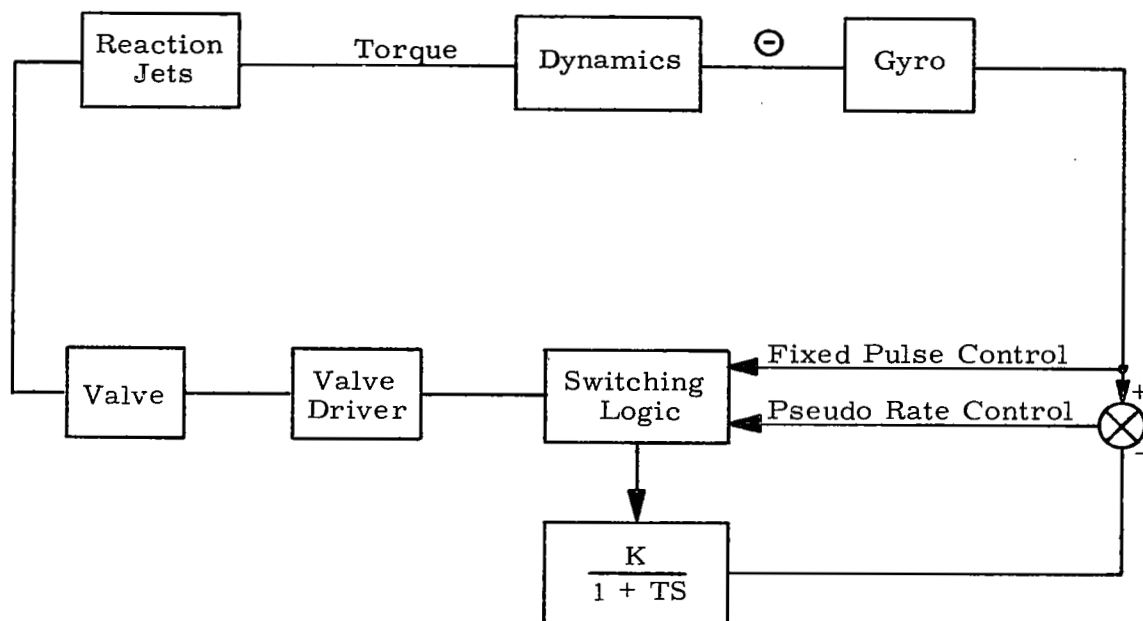 Reaction
Jets
Torque
Dynamics
Θ
Gyro
Fixed Pulse Control
Valve
Valve
Driver
Switching
Logic
Pseudo Rate Control
+
-
K
1 + TS